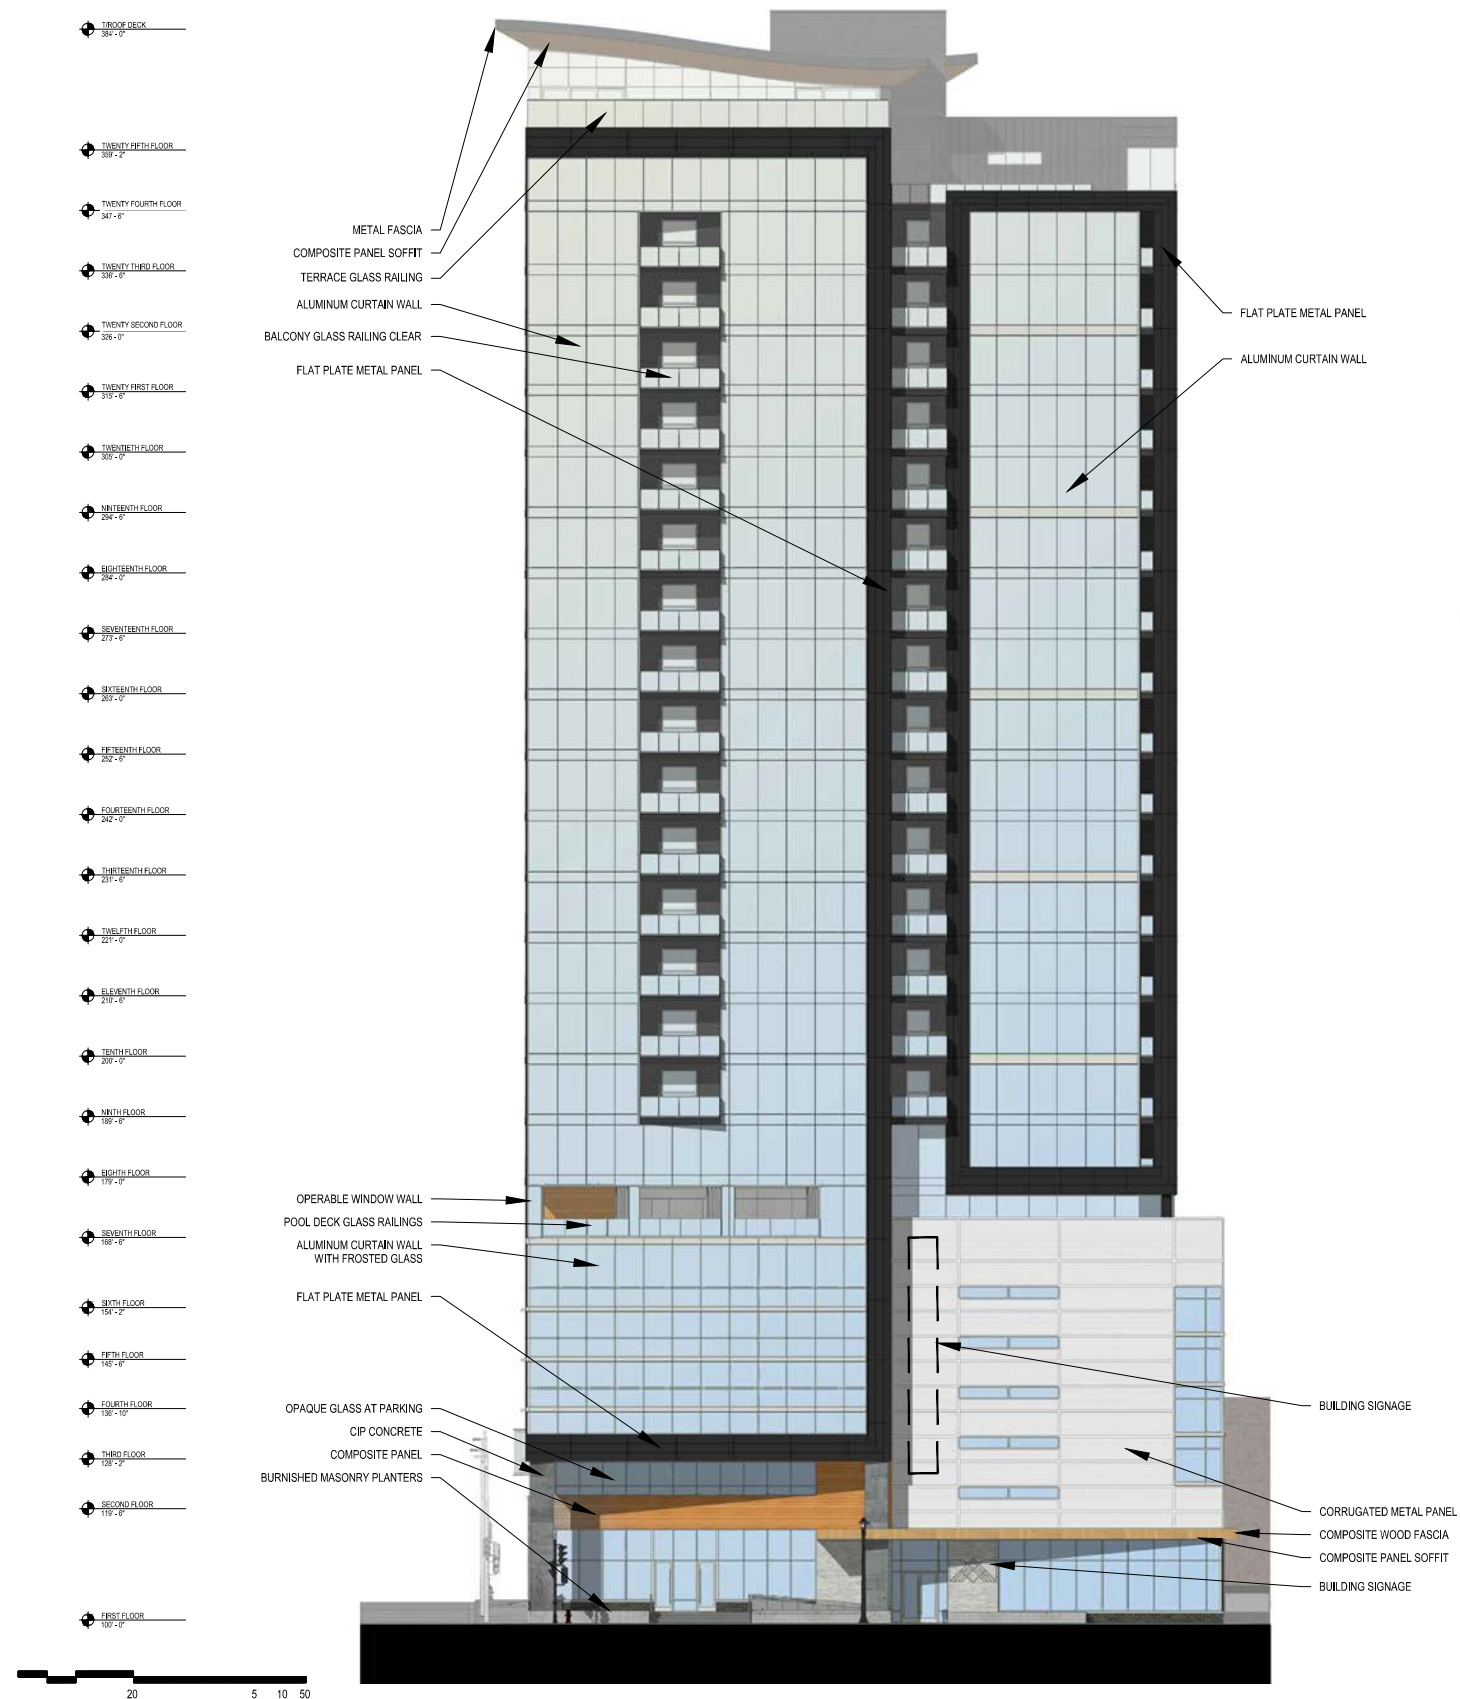 T/ROOF DECK
384' - 0"
TWENTY FIFTH FLOOR
359' - 2"
TWENTY FOURTH FLOOR
347' - 6"
TWENTY THIRD FLOOR
336' - 6"
TWENTY SECOND FLOOR
326' - 0"
TWENTY FIRST FLOOR
315' - 6"
TWENTIETH FLOOR
305' - 0"
NINTEENTH FLOOR
294' - 6"
EIGHTEENTH FLOOR
284' - 0"
SEVENTEENTH FLOOR
273' - 6"
SIXTEENTH FLOOR
263' - 0"
FIFTEENTH FLOOR
252' - 6"
FOURTEENTH FLOOR
242' - 0"
THIRTEENTH FLOOR
231' - 6"
TWELFTH FLOOR
221' - 0"
ELEVENTH FLOOR
210' - 6"
TENTH FLOOR
200' - 0"
NINTH FLOOR
189' - 6"
EIGHTH FLOOR
179' - 0"
SEVENTH FLOOR
168' - 6"
SIXTH FLOOR
154' - 2"
FIFTH FLOOR
145' - 6"
FOURTH FLOOR
136' - 10"
THIRD FLOOR
128' - 2"
SECOND FLOOR
119' - 6"
FIRST FLOOR
100' - 0"
METAL FASCIA
COMPOSITE PANEL SOFFIT
TERRACE GLASS RAILING
ALUMINUM CURTAIN WALL
BALCONY GLASS RAILING CLEAR
FLAT PLATE METAL PANEL
OPERABLE WINDOW WALL
POOL DECK GLASS RAILINGS
ALUMINUM CURTAIN WALL
WITH FROSTED GLASS
FLAT PLATE METAL PANEL
OPAQUE GLASS AT PARKING
CIP CONCRETE
COMPOSITE PANEL
BURNISHED MASONRY PLANTERS
FLAT PLATE METAL PANEL
ALUMINUM CURTAIN WALL
BUILDING SIGNAGE
CORRUGATED METAL PANEL
COMPOSITE WOOD FASCIA
COMPOSITE PANEL SOFFIT
BUILDING SIGNAGE
20 5 10 50